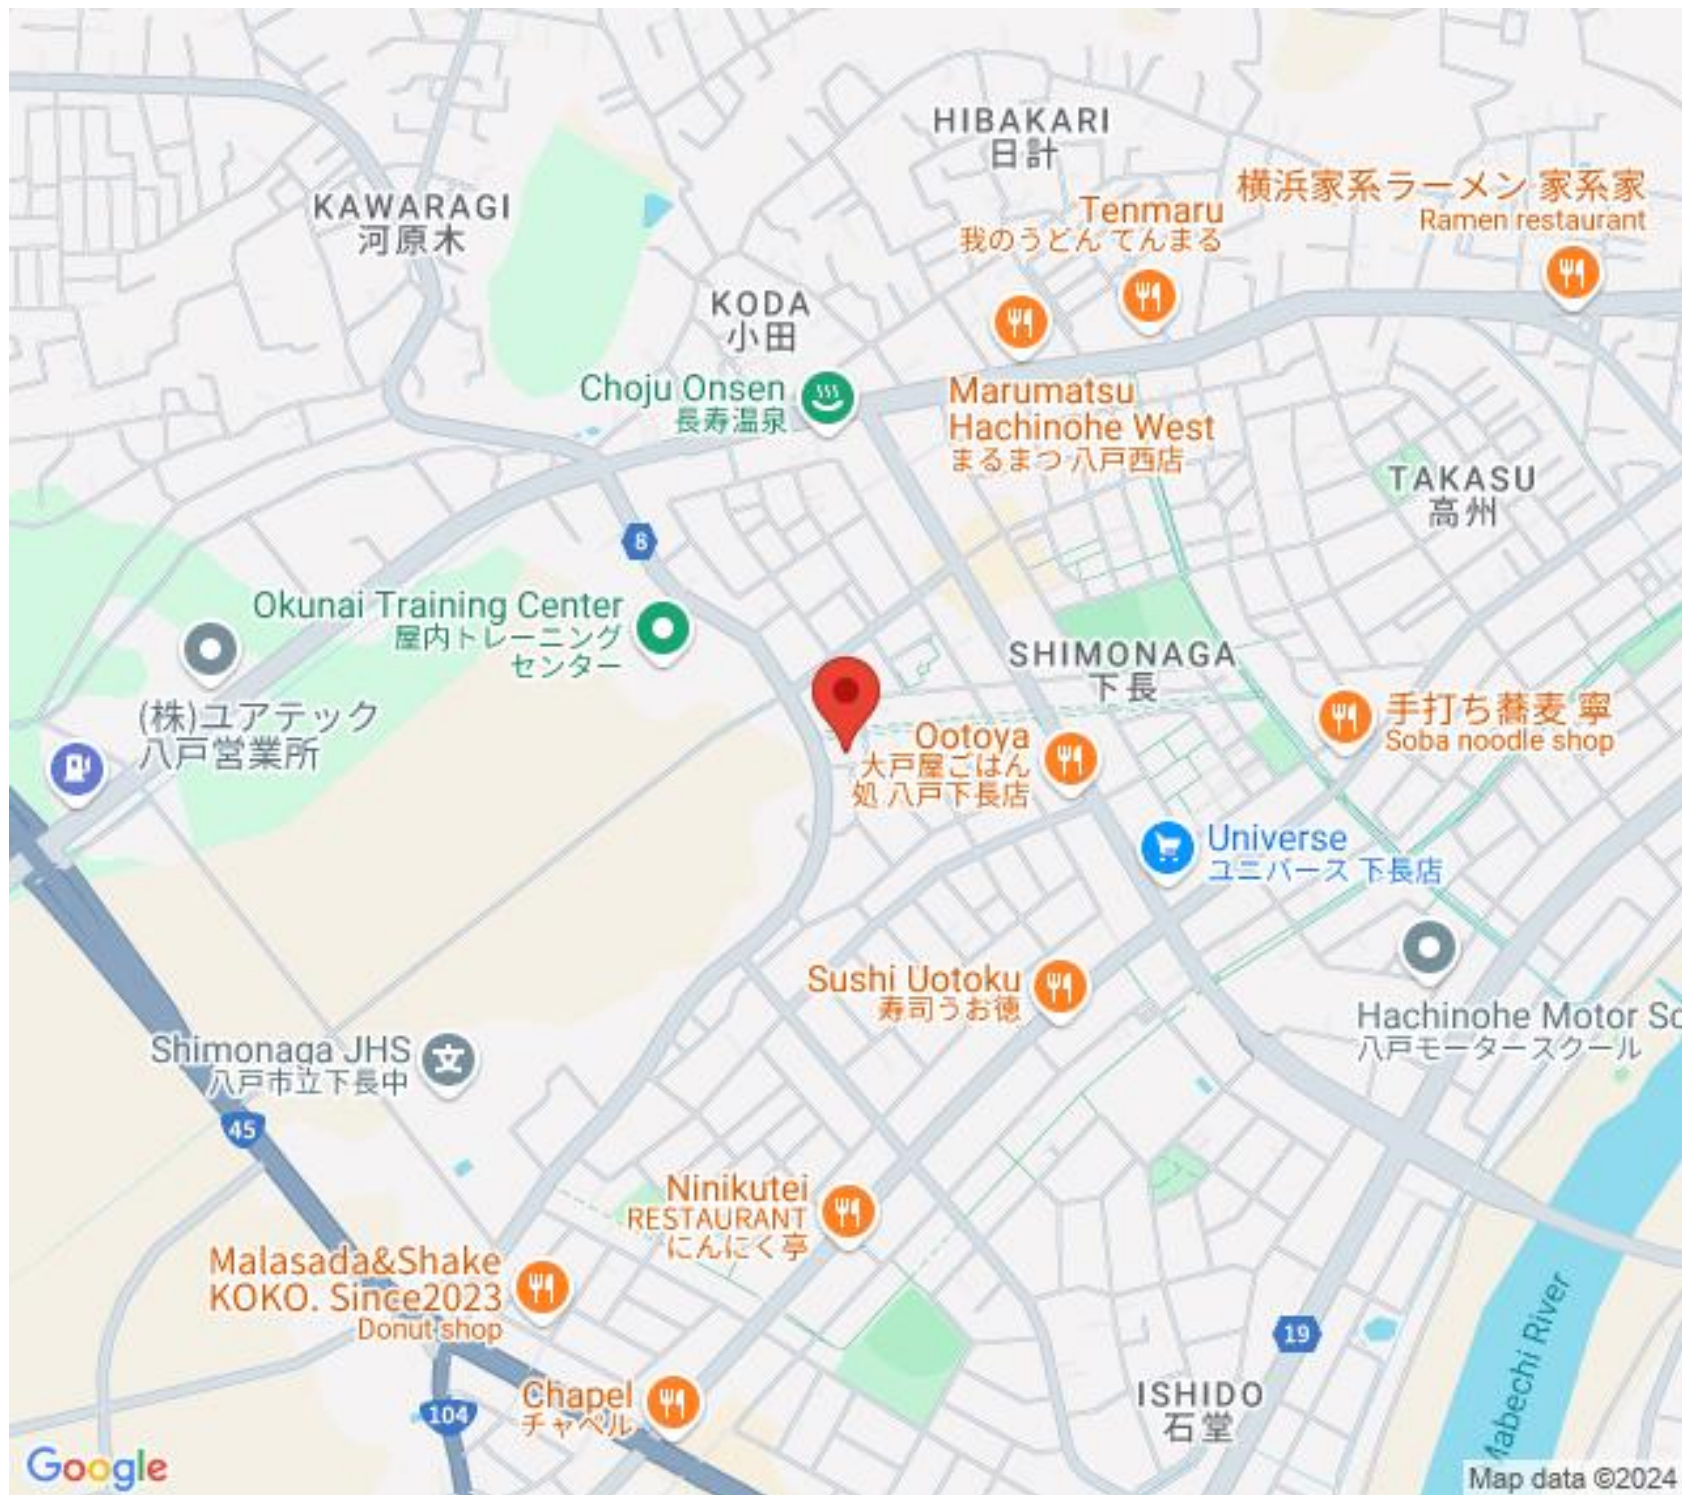 HIBAKARI
日計
横浜家系ラーメン 家系家
Ramen restaurant
KAWARAGI
河原木
Tenmaru
我のうどん てんまる
KODA
小田
Choju Onsen
長寿温泉
Marumatsu
Hachinohe West
まるまつ 八戸西店
TAKASU
高州
8
Okunai Training Center
屋内トレーニング
センター
SHIMONAGA
下長
(株)ユアテック
八戸営業所
手打ち蕎麦 寧
Soba noodle shop
Ootoya
大戸屋ごはん
処 八戸下長店
Universe
ユニバース 下長店
Sushi Uotoku
寿司うお徳
Hachinohe Motor Sc
八戸モータースクール
Shimonaga JHS
八戸市立下長中
文
45
Ninikutei
RESTAURANT
にんにく亭
Malasada&Shake
KOKO. Since2023
Donut shop
19
Mabechi River
Chapel
チャペル
ISHIDO
石堂
104
Google
Map data ©2024